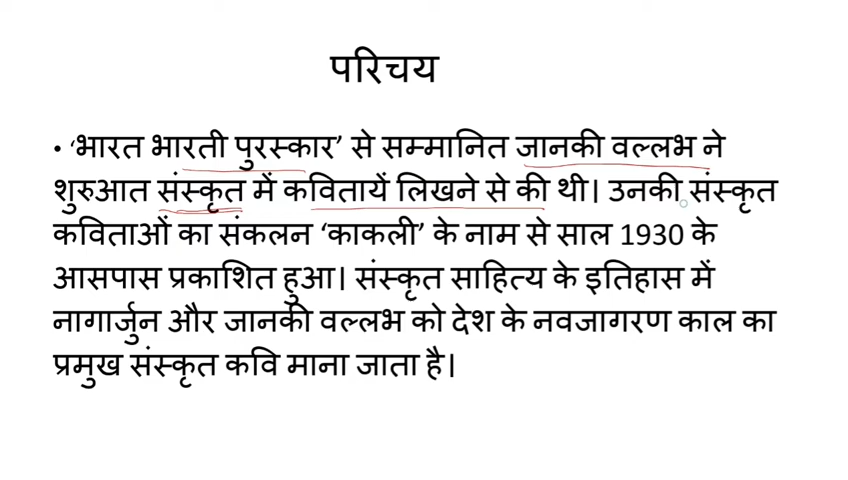 परिचय
• ‘भारत भारती पुरस्कार’ से सम्मानित जानकी वल्लभ ने
शुरुआत संस्कृत में कवितायें लिखने से की थी। उनकी संस्कृत
कविताओं का संकलन ‘काकली’ के नाम से साल 1930 के
आसपास प्रकाशित हुआ। संस्कृत साहित्य के इतिहास में
नागार्जुन और जानकी वल्लभ को देश के नवजागरण काल का
प्रमुख संस्कृत कवि माना जाता है।